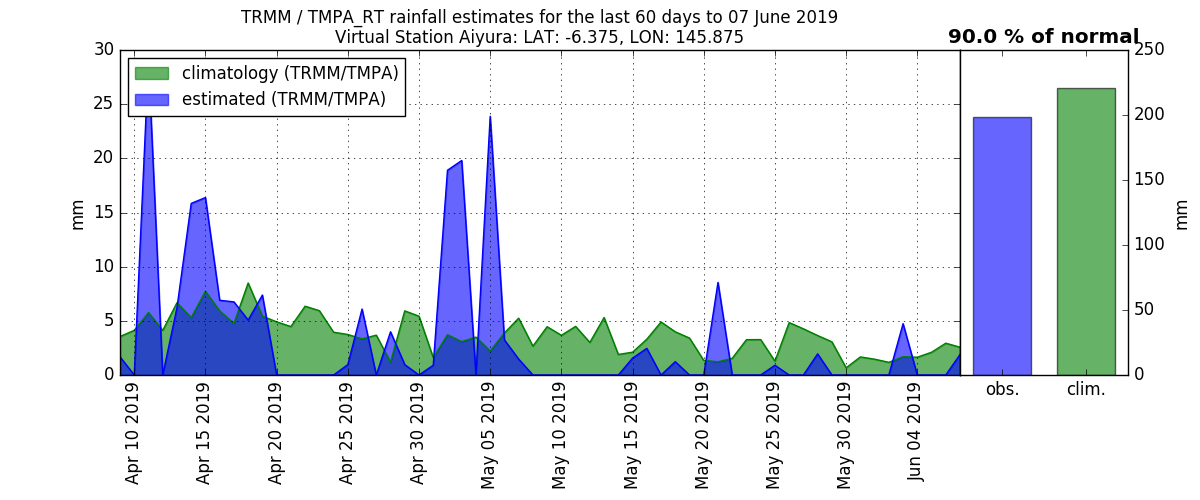 TRMM / TMPA_RT rainfall estimates for the last 60 days to 07 June 2019
Virtual Station Aiyura: LAT: -6.375, LON: 145.875
90.0 % of normal
climatology (TRMM/TMPA)
estimated (TRMM/TMPA)
30
25
20
15
10
5
0
mm
Apr 10 2019
Apr 15 2019
Apr 20 2019
Apr 25 2019
Apr 30 2019
May 05 2019
May 10 2019
May 15 2019
May 20 2019
May 25 2019
May 30 2019
Jun 04 2019
obs.
clim.
250
200
150
100
50
0
mm